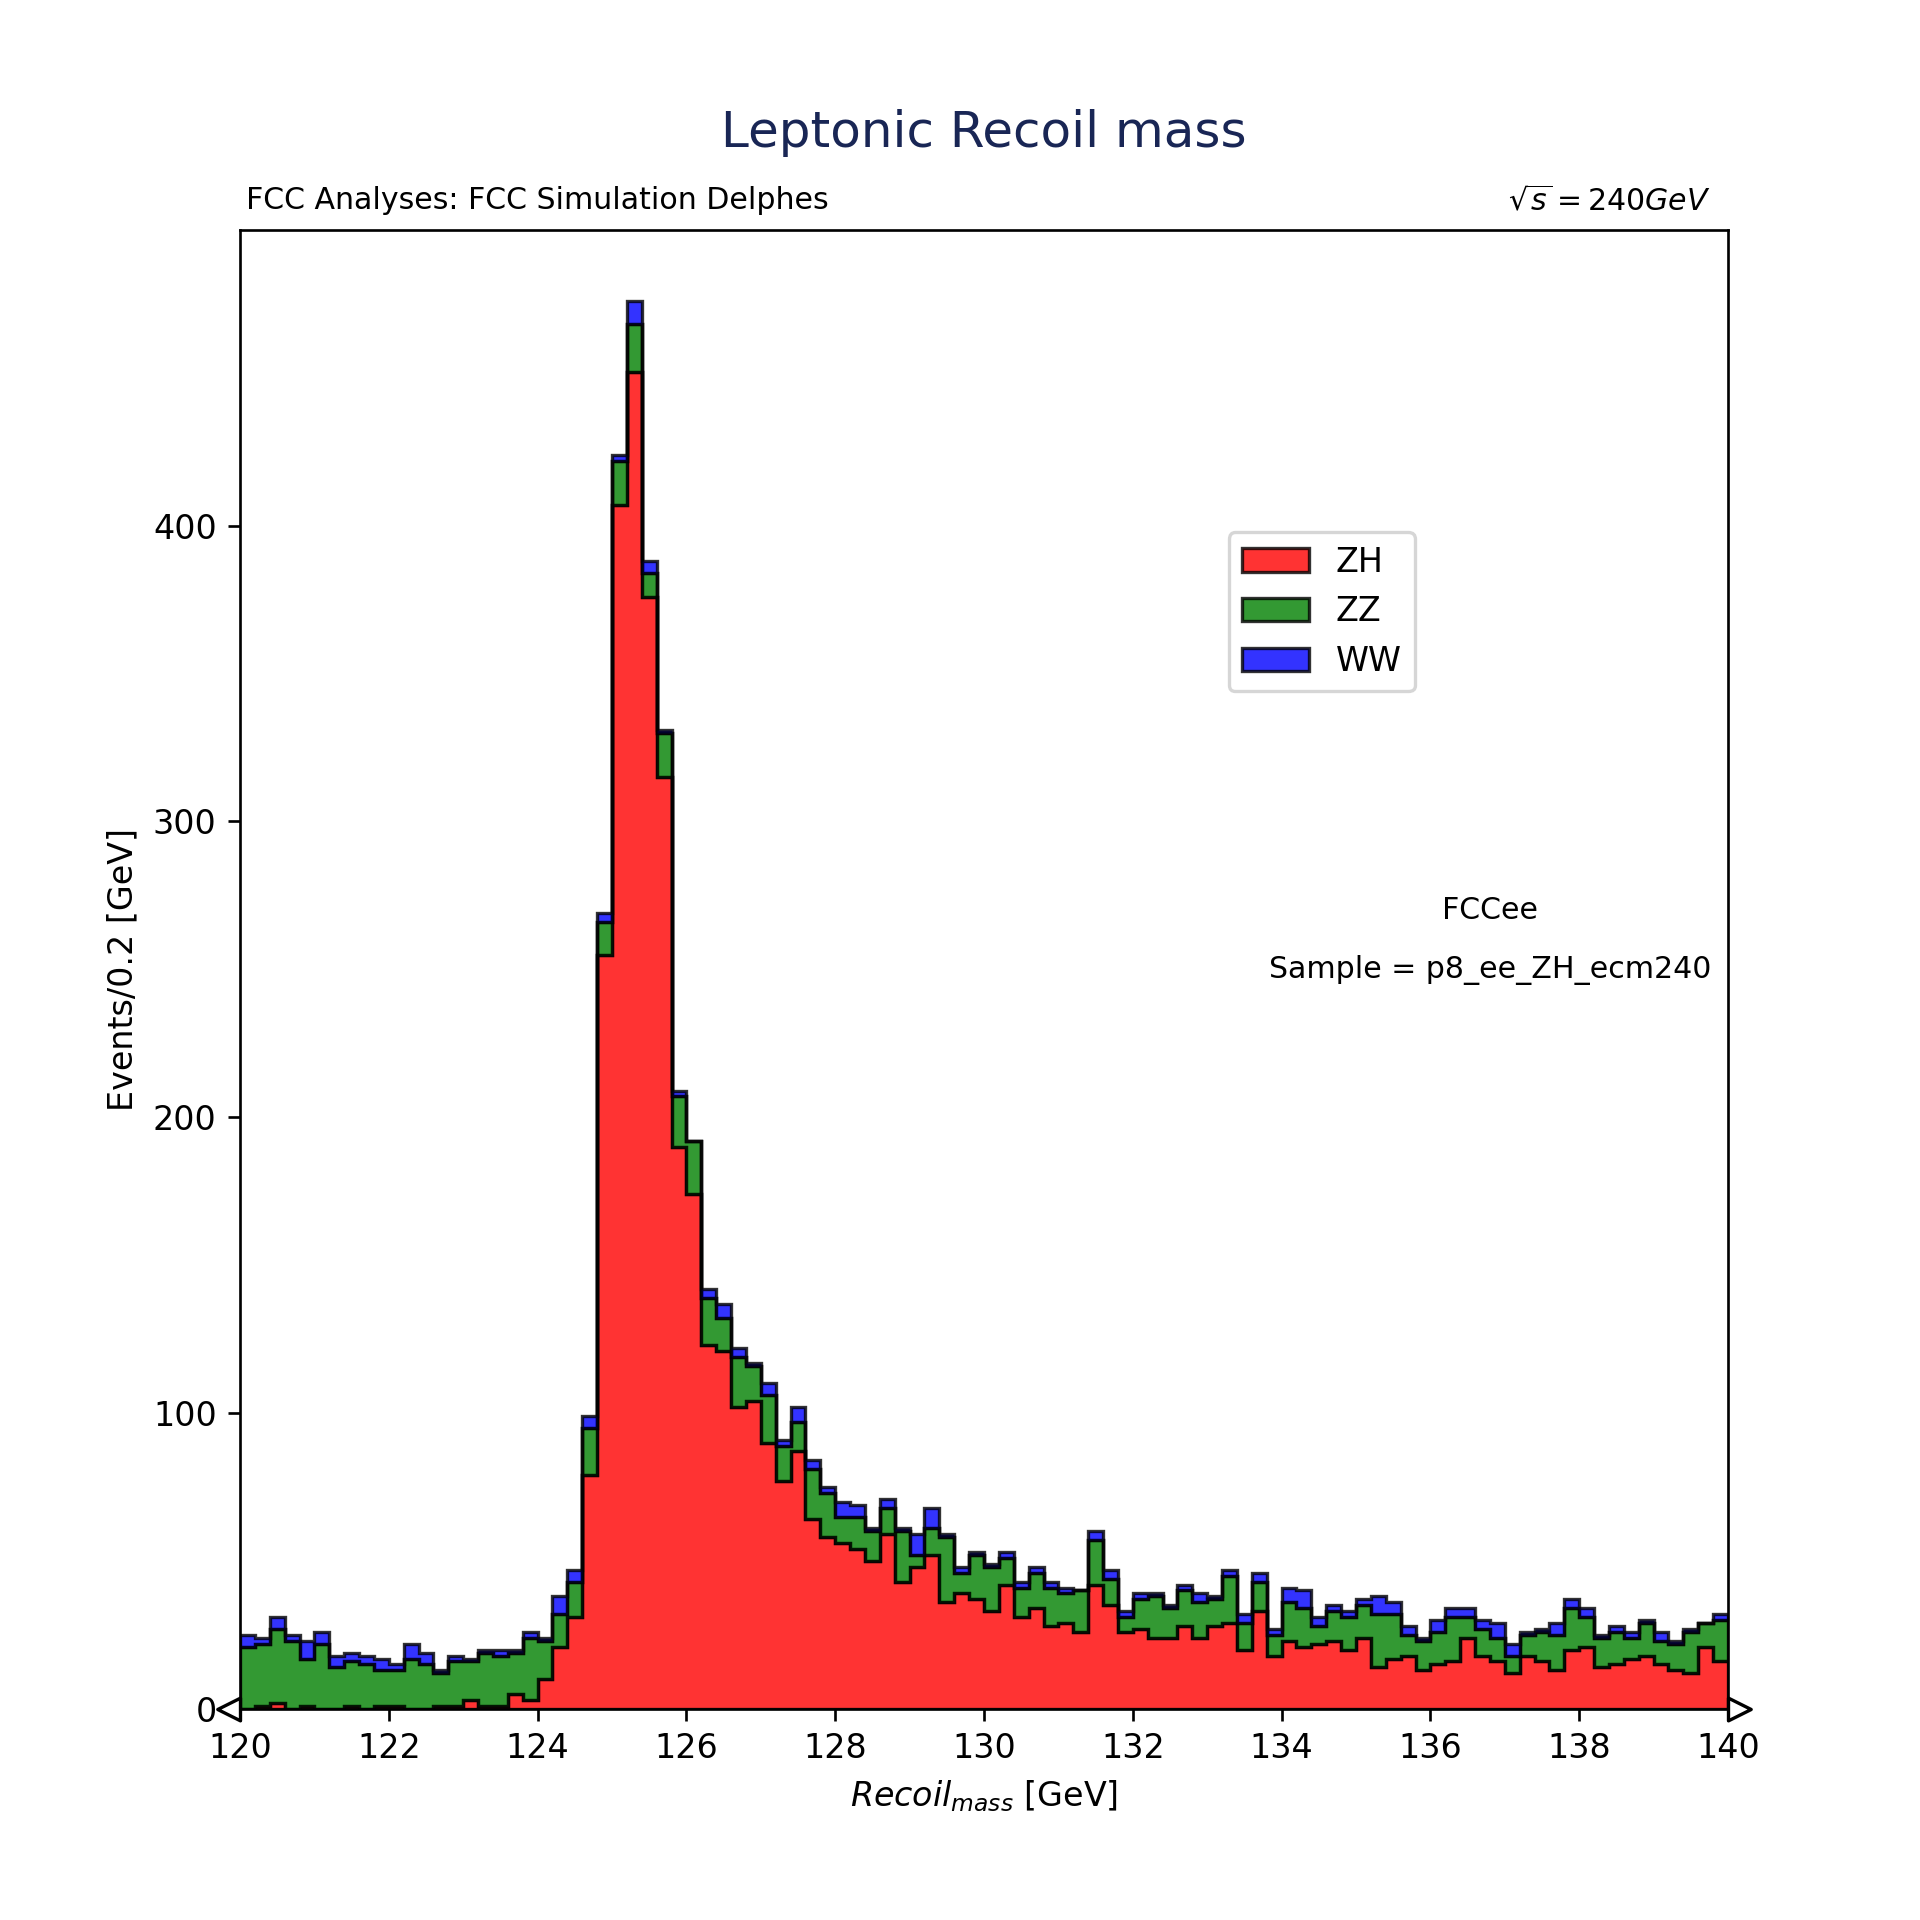 Leptonic Recoil mass
FCC Analyses: FCC Simulation Delphes
√s = 240GeV
Events/0.2 [GeV]
400
300
200
100
0
ZH
ZZ
WW
FCCee
Sample = p8_ee_ZH_ecm240
120 122 124 126 128 130 132 134 136 138 140
Recoil_mass [GeV]